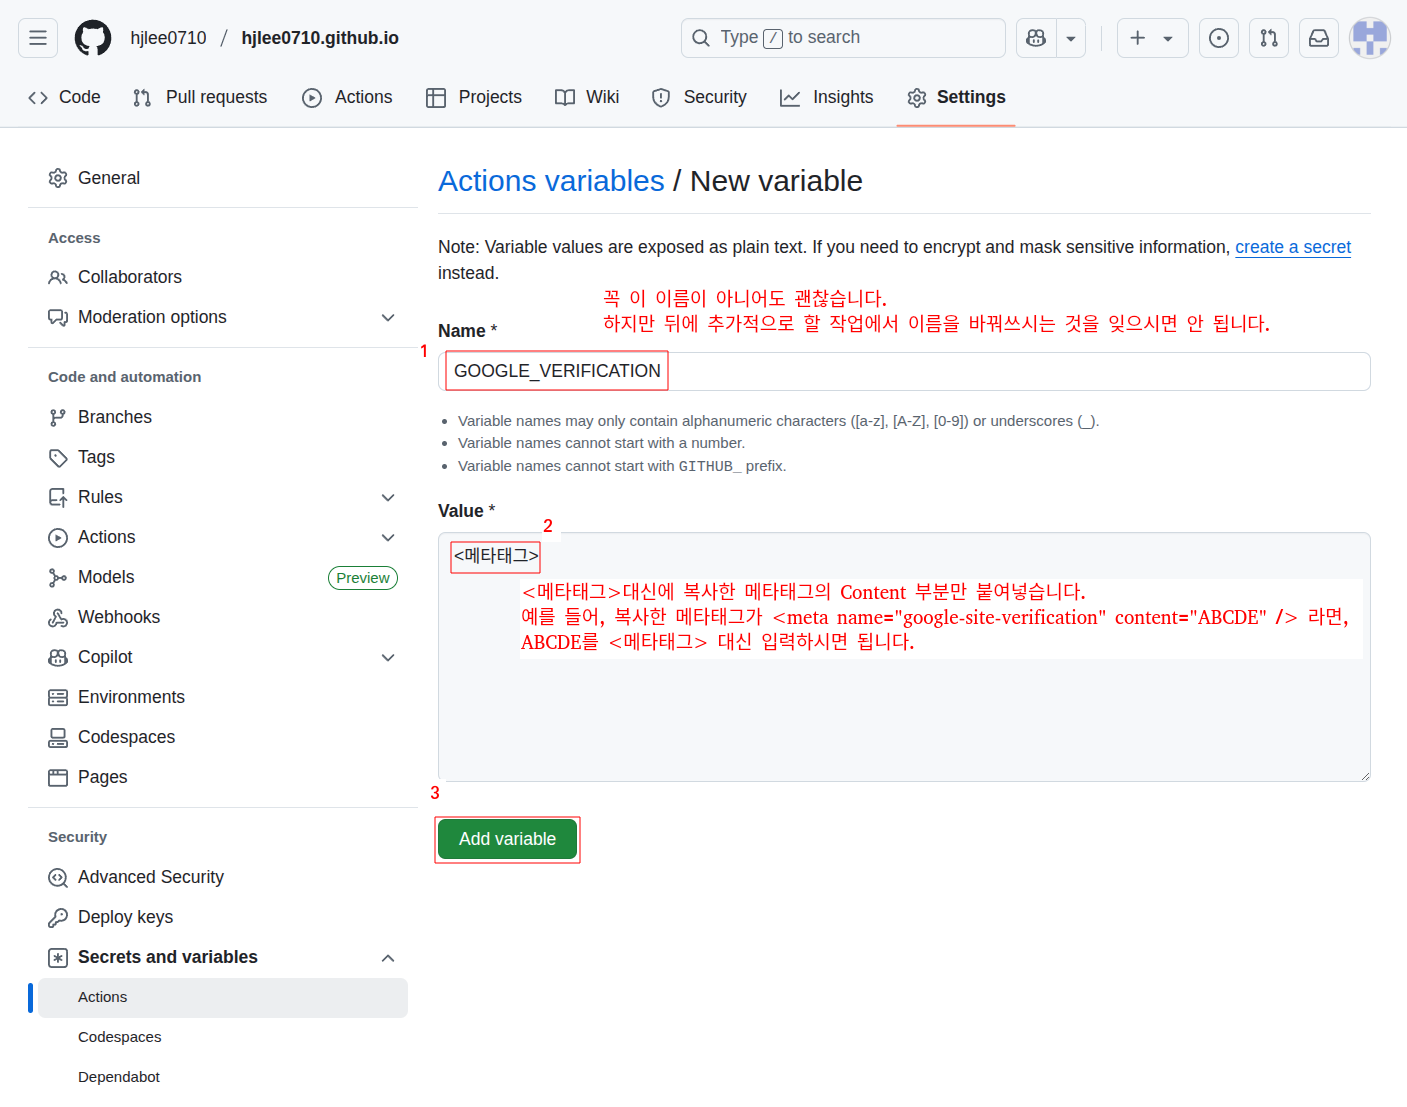 hjlee0710 / hjlee0710.github.io
Type / to search
Code
Pull requests
Actions
Projects
Wiki
Security
Insights
Settings
General
Access
Collaborators
Moderation options
Code and automation
Branches
Tags
Rules
Actions
Models
Preview
Webhooks
Copilot
Environments
Codespaces
Pages
Security
Advanced Security
Deploy keys
Secrets and variables
Actions
Codespaces
Dependabot
Actions variables / New variable
Note: Variable values are exposed as plain text. If you need to encrypt and mask sensitive information, create a secret
instead.
꼭 이 이름이 아니어도 괜찮습니다.
하지만 뒤에 추가적으로 할 작업에서 이름을 바꿔쓰시는 것을 잊으시면 안 됩니다.
Name *
1
GOOGLE_VERIFICATION
Variable names may only contain alphanumeric characters ([a-z], [A-Z], [0-9]) or underscores (_).
Variable names cannot start with a number.
Variable names cannot start with GITHUB_ prefix.
Value *
2
<메타태그>
<메타태그>대신에 복사한 메타태그의 Content 부분만 붙여넣습니다.
예를 들어, 복사한 메타태그가 <meta name="google-site-verification" content="ABCDE" /> 라면,
ABCDE를 <메타태그> 대신 입력하시면 됩니다.
3
Add variable